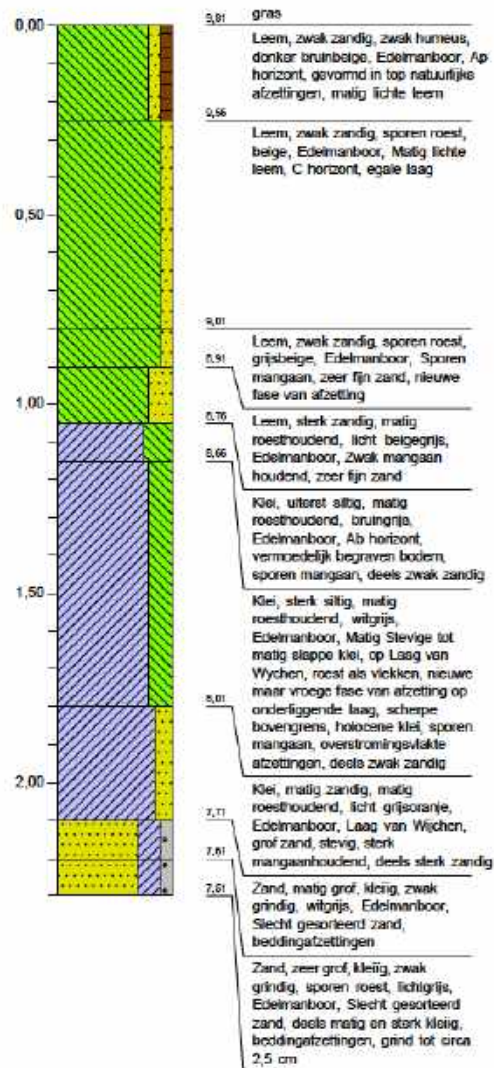 0,00
0,50
1,00
1,50
2,00
9,81
gras
Leem, zwak zandig, zwak humeus,
donker bruinbeige, Edelmanboor, Ap
horizont, gevormd in top natuurlijke
afzettingen, matig lichte leem
9,56
Leem, zwak zandig, sporen roest,
beige, Edelmanboor, Matig lichte
leem, C horizont, egale laag
9,01
Leem, zwak zandig, sporen roest,
grijsbeige, Edelmanboor, Sporen
mangaan, zeer fijn zand, nieuwe
fase van afzetting
8,91
Leem, sterk zandig, matig
roesthoudend, licht beigegrijs,
Edelmanboor, Zwak mangaan
houdend, zeer fijn zand
8,76
Klei, uiterst siltig, matig
roesthoudend, bruingrijs,
Edelmanboor, Ab horizont,
vermoedelijk begraven bodem,
sporen mangaan, deels zwak zandig
8,66
Klei, sterk siltig, matig
roesthoudend, witgrijs,
Edelmanboor, Matig Stevige tot
matig slappe klei, op Laag van
Wychen, roest als vlekken, nieuwe
maar vroege fase van afzetting op
onderliggende laag, scherpe
bovengrens, holocene klei, sporen
mangaan, overstromingsvlakte
afzettingen, deels zwak zandig
8,01
Klei, matig zandig, matig
roesthoudend, licht grijsoranje,
Edelmanboor, Laag van Wijchen,
grof zand, stevig, sterk
mangaanhoudend, deels sterk zandig
7,71
Zand, matig grof, kleiïg, zwak
grindig, witgrijs, Edelmanboor,
Slecht gesorteerd zand,
beddingafzettingen
7,61
Zand, zeer grof, kleiïg, zwak
grindig, sporen roest, lichtgrijs,
Edelmanboor, Slecht gesorteerd
zand, deels matig en sterk kleiïg,
beddingafzettingen, grind tot circa
2,5 cm
7,51